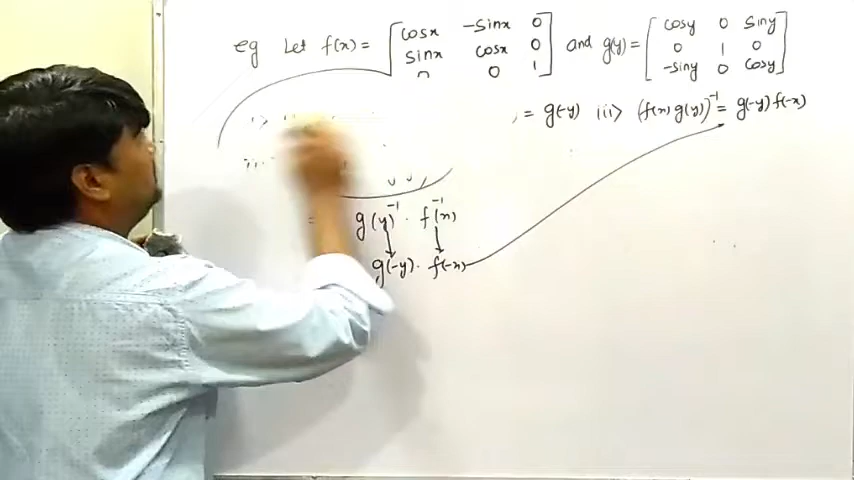 eg Let f(x) = [cosx -sinx 0 and g(y) = [cosy 0 siny
sinx cosx 0 0 1 0
0 0 1] -siny 0 cosy]
i>
= g(-y) iii> (f(x) g(y))⁻¹ = g(-y) f(-x)
= g(y)⁻¹ · f⁻¹(x)
g(-y) · f(-x)